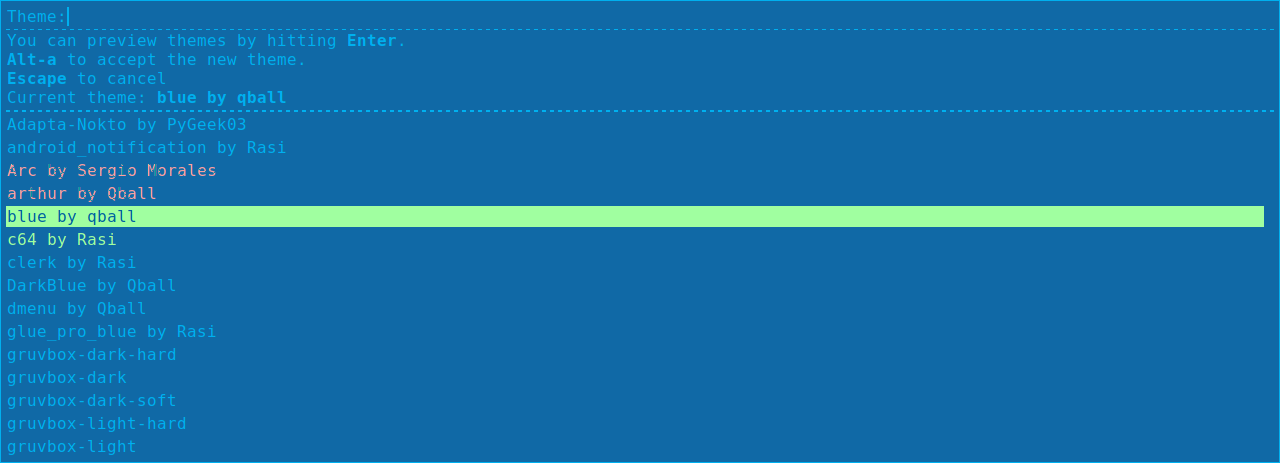 Theme:
You can preview themes by hitting Enter.
Alt-a to accept the new theme.
Escape to cancel
Current theme: blue by qball
Adapta-Nokto by PyGeek03
android_notification by Rasi
Arc by Sergio Morales
arthur by Qball
blue by qball
c64 by Rasi
clerk by Rasi
DarkBlue by Qball
dmenu by Qball
glue_pro_blue by Rasi
gruvbox-dark-hard
gruvbox-dark
gruvbox-dark-soft
gruvbox-light-hard
gruvbox-light